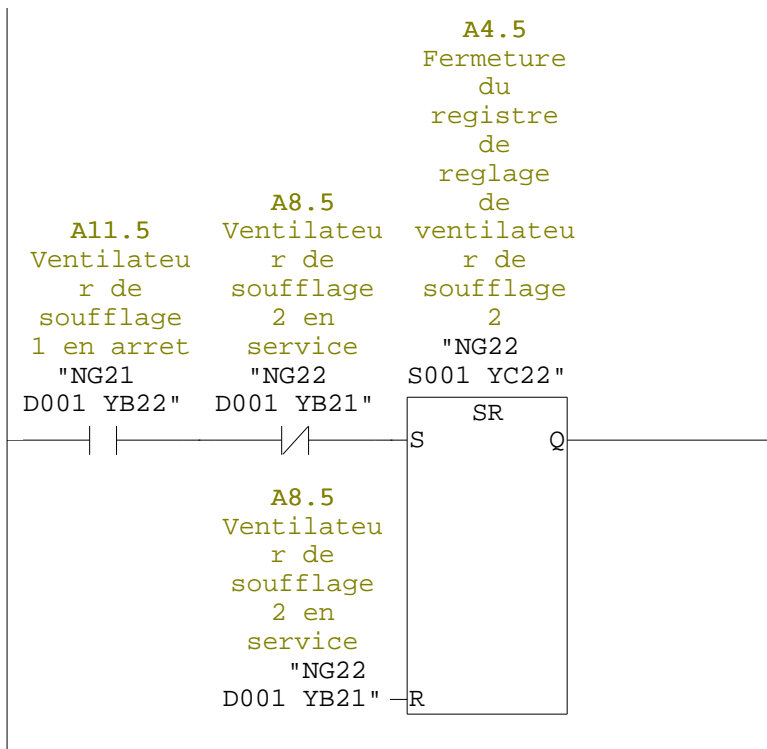 A4.5
Fermeture
du
registre
de
reglage
de
ventilateu
r de
soufflage
2
"NG22
S001 YC22"
A11.5
Ventilateu
r de
soufflage
1 en arret
"NG21
D001 YB22"
A8.5
Ventilateu
r de
soufflage
2 en
service
"NG22
D001 YB21"
SR
S
Q
A8.5
Ventilateu
r de
soufflage
2 en
service
"NG22
D001 YB21"
R